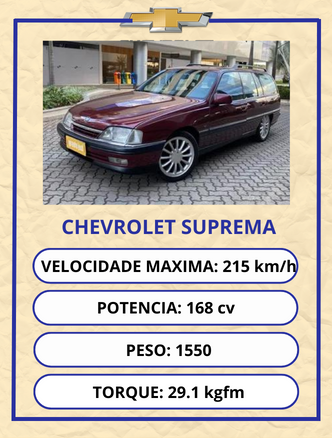 CHEVROLET SUPREMA
VELOCIDADE MAXIMA: 215 km/h
POTENCIA: 168 cv
PESO: 1550
TORQUE: 29.1 kgfm